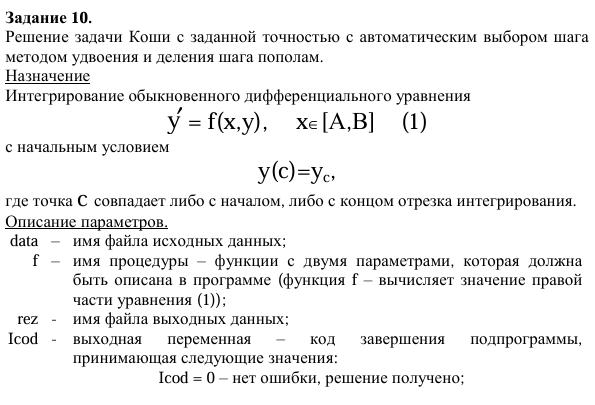 Задание 10.
Решение задачи Коши с заданной точностью с автоматическим выбором шага
методом удвоения и деления шага пополам.
Назначение
Интегрирование обыкновенного дифференциального уравнения
y′ = f(x,y), x∈[A,B] (1)
с начальным условием
y(c)=y_c,
где точка c совпадает либо с началом, либо с концом отрезка интегрирования.
Описание параметров.
data – имя файла исходных данных;
f – имя процедуры – функции с двумя параметрами, которая должна
быть описана в программе (функция f – вычисляет значение правой
части уравнения (1));
rez - имя файла выходных данных;
Icod - выходная переменная – код завершения подпрограммы,
принимающая следующие значения:
Icod = 0 – нет ошибки, решение получено;